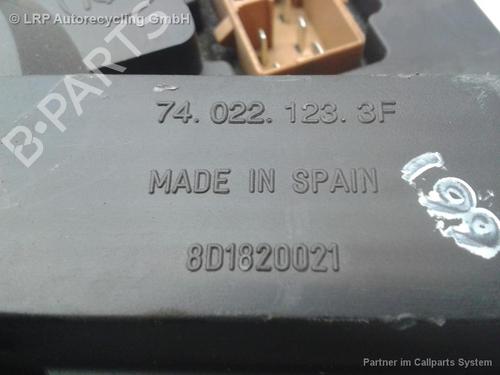 LRP Autorecycling GmbH
B-PARTS
74. 022. 123. 3F
MADE IN SPAIN
8D1820021
Partner im Callparts System